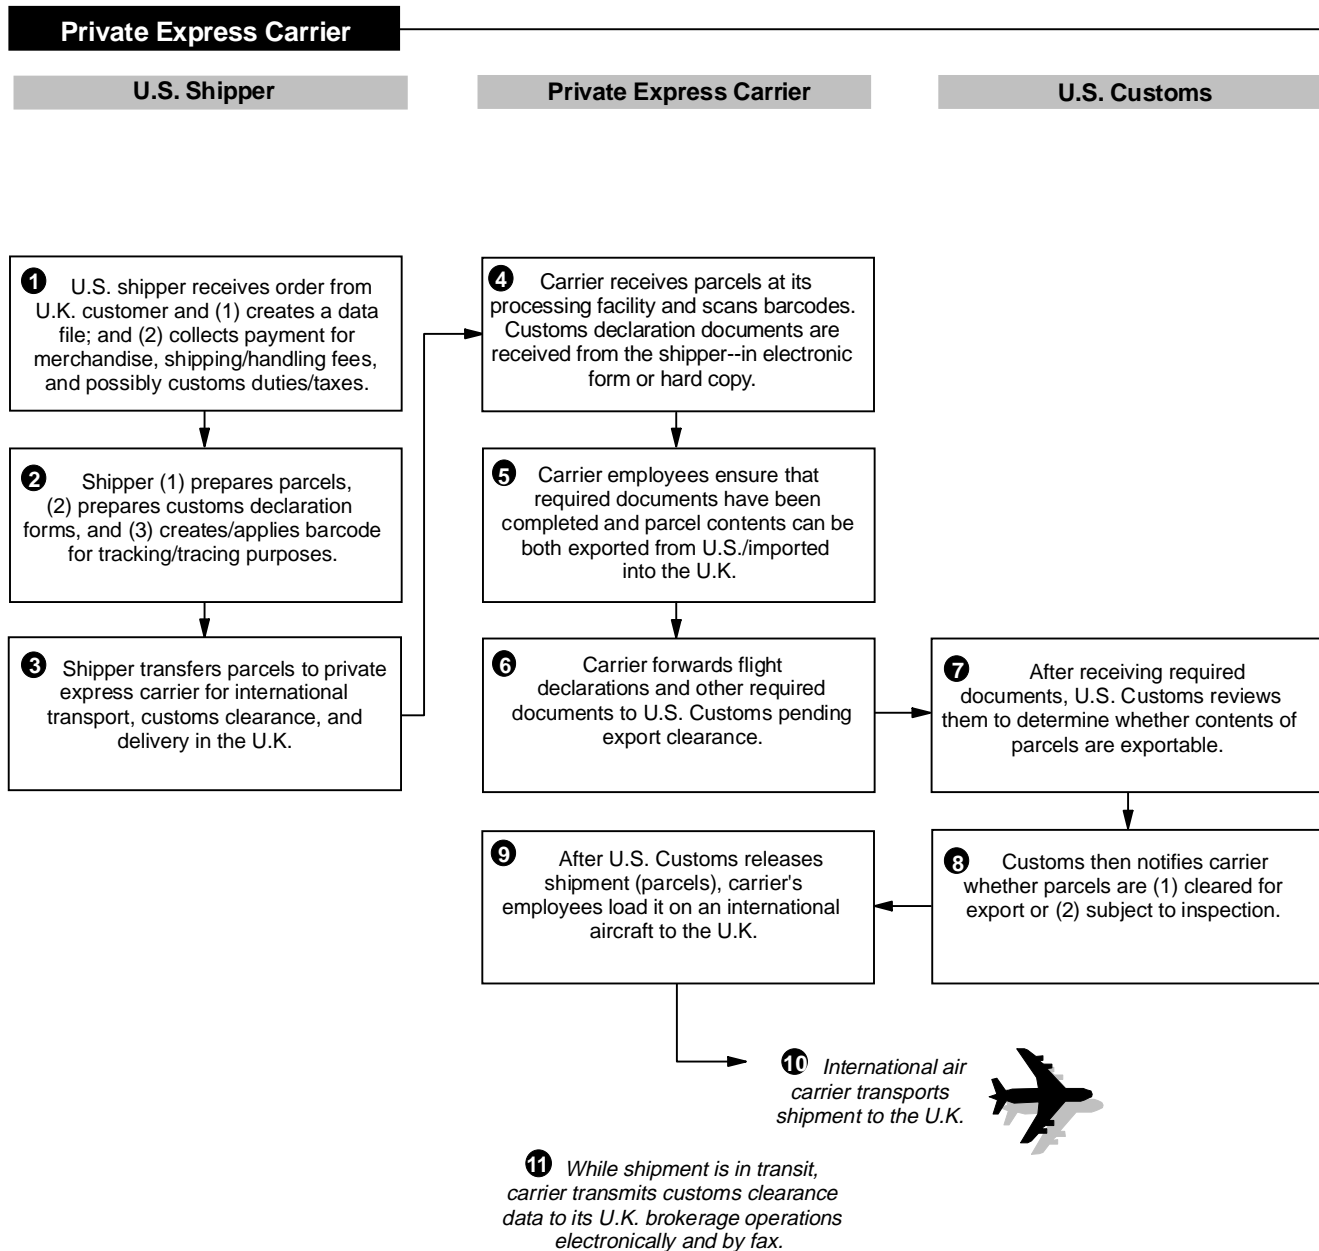 Private Express Carrier
U.S. Shipper
Private Express Carrier
U.S. Customs
1 U.S. shipper receives order from
U.K. customer and (1) creates a data
file; and (2) collects payment for
merchandise, shipping/handling fees,
and possibly customs duties/taxes.
2 Shipper (1) prepares parcels,
(2) prepares customs declaration
forms, and (3) creates/applies barcode
for tracking/tracing purposes.
3 Shipper transfers parcels to private
express carrier for international
transport, customs clearance, and
delivery in the U.K.
4 Carrier receives parcels at its
processing facility and scans barcodes.
Customs declaration documents are
received from the shipper--in electronic
form or hard copy.
5 Carrier employees ensure that
required documents have been
completed and parcel contents can be
both exported from U.S./imported
into the U.K.
6 Carrier forwards flight
declarations and other required
documents to U.S. Customs pending
export clearance.
7 After receiving required
documents, U.S. Customs reviews
them to determine whether contents of
parcels are exportable.
8 Customs then notifies carrier
whether parcels are (1) cleared for
export or (2) subject to inspection.
9 After U.S. Customs releases
shipment (parcels), carrier's
employees load it on an international
aircraft to the U.K.
10 International air
carrier transports
shipment to the U.K.
11 While shipment is in transit,
carrier transmits customs clearance
data to its U.K. brokerage operations
electronically and by fax.